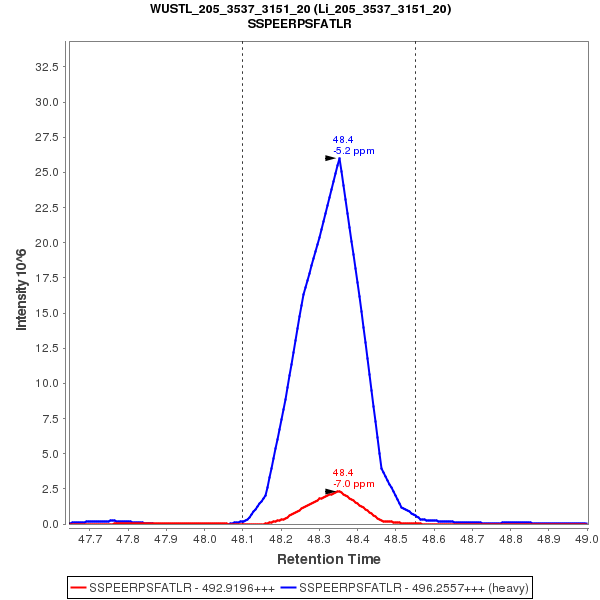 WUSTL_205_3537_3151_20 (Li_205_3537_3151_20)
SSPEERPSFATLR
Intensity 10^6
32.5
30.0
27.5
25.0
22.5
20.0
17.5
15.0
12.5
10.0
7.5
5.0
2.5
0.0
48.4
-5.2 ppm
48.4
-7.0 ppm
47.7 47.8 47.9 48.0 48.1 48.2 48.3 48.4 48.5 48.6 48.7 48.8 48.9 49.0
Retention Time
SSPEERPSFATLR - 492.9196+++ SSPEERPSFATLR - 496.2557+++ (heavy)